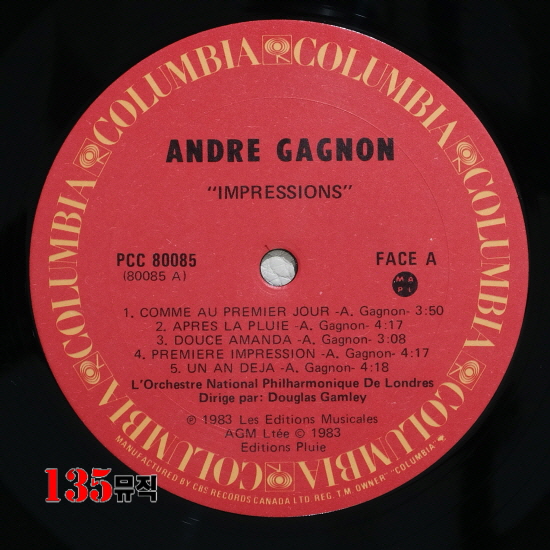 COLUMBIA COLUMBIA COLUMBIA COLUMBIA COLUMBIA COLUMBIA
ANDRE GAGNON
"IMPRESSIONS"
PCC 80085
(80085 A)
FACE A
MAPL
1. COMME AU PREMIER JOUR -A. Gagnon- 3:50
2. APRES LA PLUIE -A. Gagnon- 4:17
3. DOUCE AMANDA -A. Gagnon- 3:08
4. PREMIERE IMPRESSION -A. Gagnon- 4:17
5. UN AN DEJA -A. Gagnon- 4:18
L'Orchestre National Philharmonique De Londres
Dirige par: Douglas Gamley
℗ 1983 Les Editions Musicales
AGM Ltée © 1983
Editions Pluie
MANUFACTURED BY CBS RECORDS CANADA LTD. REG. T.M. OWNER "COLUMBIA"
135뮤직